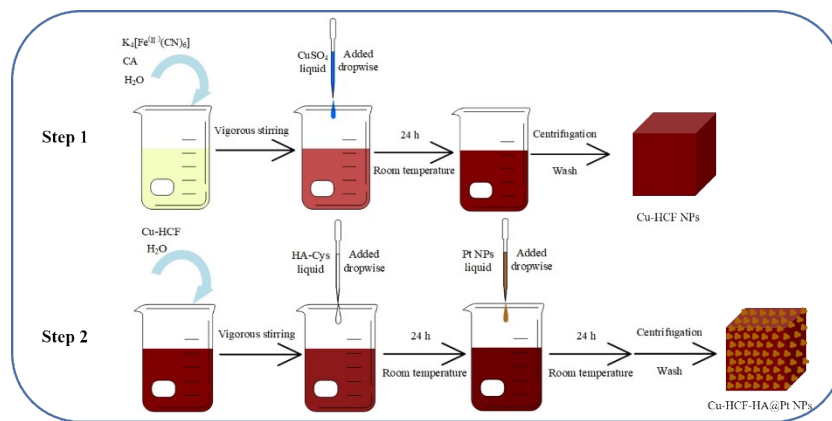 K₄[Fe⁽ᴵᴵ⁾(CN)₆]
CA
H₂O
CuSO₄ Added
liquid dropwise
Step 1
Vigorous stirring
24 h
Room temperature
Centrifugation
Wash
Cu-HCF NPs
Cu-HCF
H₂O
HA-Cys Added
liquid dropwise
Pt NPs Added
liquid dropwise
Step 2
Vigorous stirring
24 h
Room temperature
24 h
Room temperature
Centrifugation
Wash
Cu-HCF-HA@Pt NPs